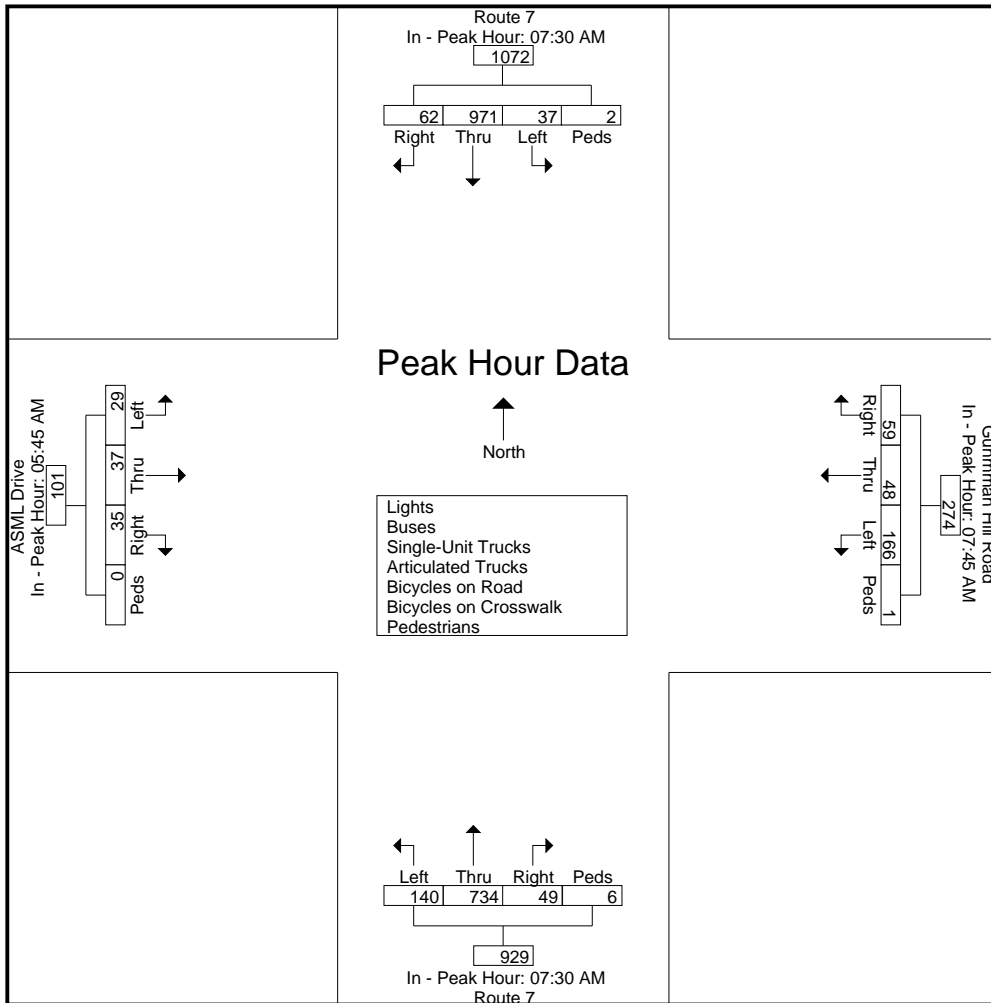 Route 7
In - Peak Hour: 07:30 AM
1072
62 971 37 2
Right Thru Left Peds
Peak Hour Data
North
ASML Drive
In - Peak Hour: 05:45 AM
101
29 37 35 0
Left Thru Right Peds
Lights
Buses
Single-Unit Trucks
Articulated Trucks
Bicycles on Road
Bicycles on Crosswalk
Pedestrians
Hill Road
In - Peak Hour: 07:45 AM
274
59 48 166 1
Right Thru Left Peds
Left Thru Right Peds
140 734 49 6
929
In - Peak Hour: 07:30 AM
Route 7